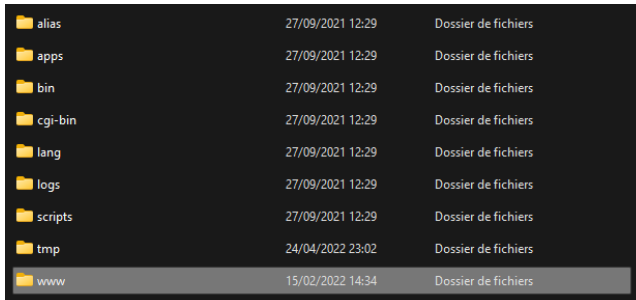 alias 27/09/2021 12:29 Dossier de fichiers
apps 27/09/2021 12:29 Dossier de fichiers
bin 27/09/2021 12:29 Dossier de fichiers
cgi-bin 27/09/2021 12:29 Dossier de fichiers
lang 27/09/2021 12:29 Dossier de fichiers
logs 27/09/2021 12:29 Dossier de fichiers
scripts 27/09/2021 12:29 Dossier de fichiers
tmp 24/04/2022 23:02 Dossier de fichiers
www 15/02/2022 14:34 Dossier de fichiers